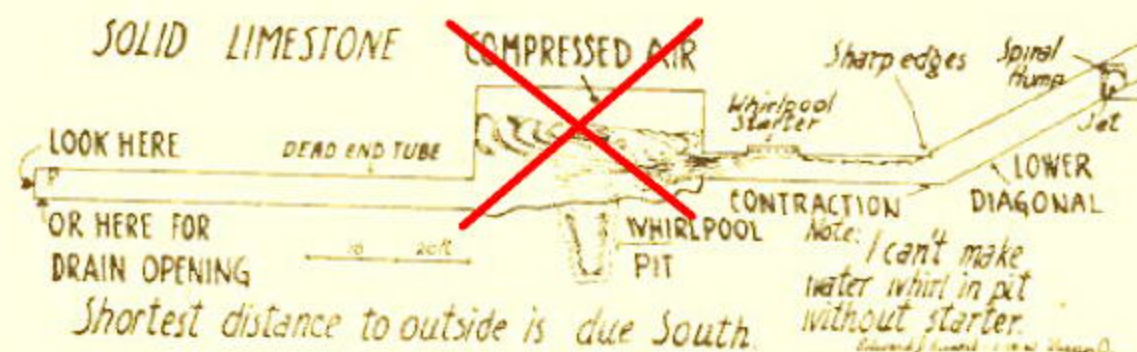 SOLID LIMESTONE
COMPRESSED AIR
Sharp edges
Spiral
Hump
Whirlpool
Starter
Jet
LOOK HERE
DEAD END TUBE
LOWER
DIAGONAL
CONTRACTION
OR HERE FOR
DRAIN OPENING
20ft
WHIRLPOOL
PIT
Note: I can't make
water whirl in pit
without starter.
Shortest distance to outside is due South.